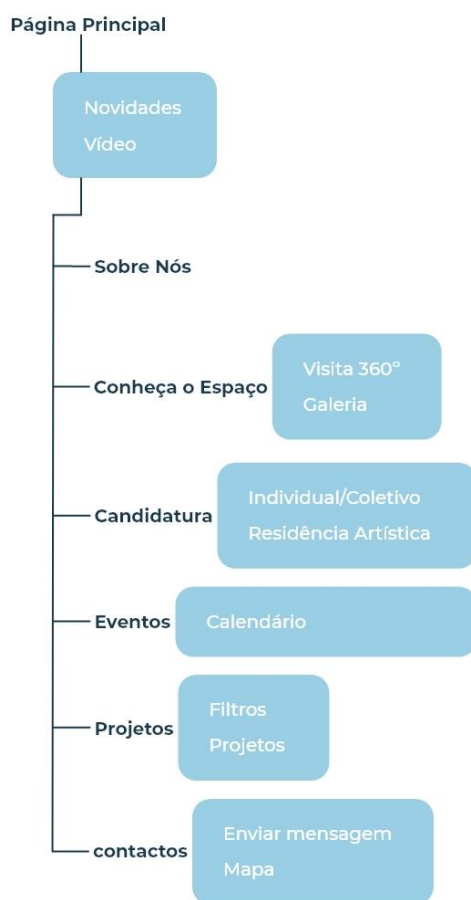 Página Principal
Novidades
Vídeo
Sobre Nós
Conheça o Espaço
Visita 360º
Galeria
Candidatura
Individual/Coletivo
Residência Artística
Eventos
Calendário
Projetos
Filtros
Projetos
contactos
Enviar mensagem
Mapa